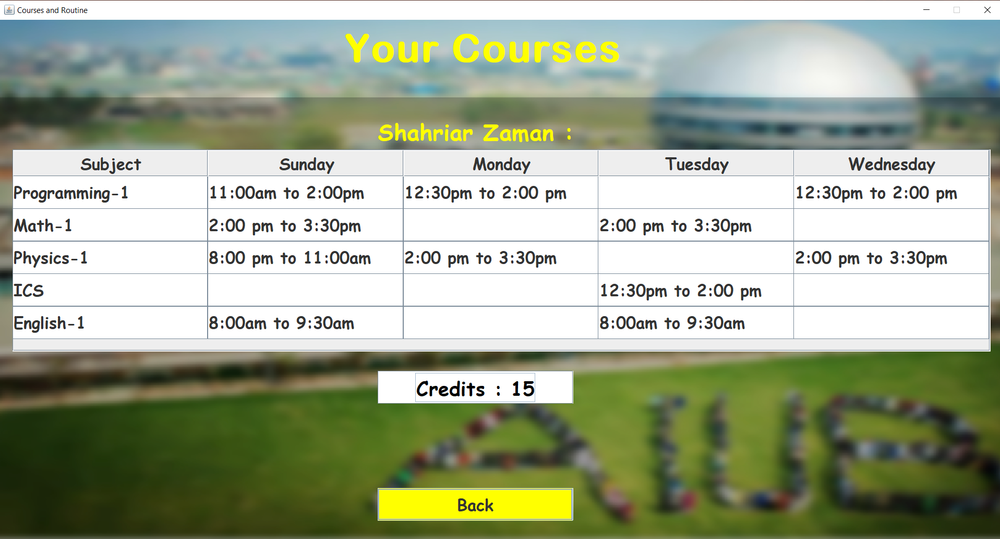 Courses and Routine
Your Courses
Shahriar Zaman :
Subject Sunday Monday Tuesday Wednesday
Programming-1 11:00am to 2:00pm 12:30pm to 2:00 pm 12:30pm to 2:00 pm
Math-1 2:00 pm to 3:30pm 2:00 pm to 3:30pm
Physics-1 8:00 pm to 11:00am 2:00 pm to 3:30pm 2:00 pm to 3:30pm
ICS 12:30pm to 2:00 pm
English-1 8:00am to 9:30am 8:00am to 9:30am
Credits : 15
AIUB
Back